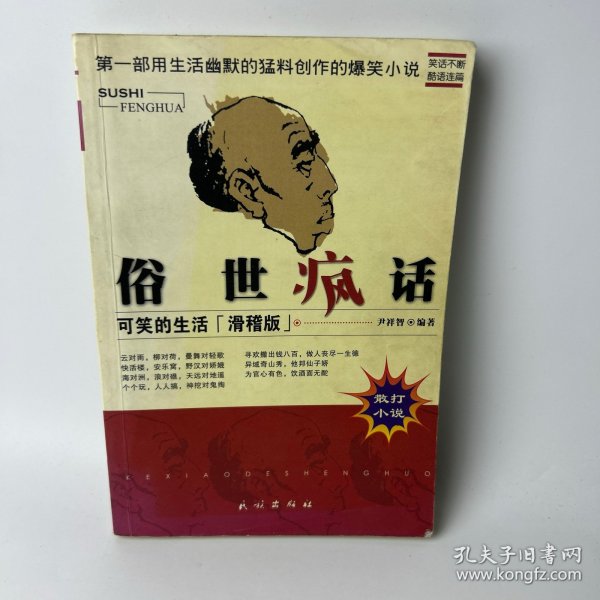 第一部用生活幽默的猛料创作的爆笑小说
笑话不断
酷语连篇
SUSHI
FENGHUA
俗世疯话
可笑的生活「滑稽版」
尹祥智 编著
云对雨，柳对荷，曼舞对轻歌
快活楼，安乐窝，野汉对娇娥
海对洲，浪对礁，天远对地遥
个个玩，人人搞，神挖对鬼掏
寻欢撒出钱八百，做人丧尽一生德
异域奇山秀，他邦仙子娇
为官心有色，饮酒面无配
散打
小说
KEXIAODESHENGHUO
民族出版社
孔夫子旧书网
www.kongfz.com